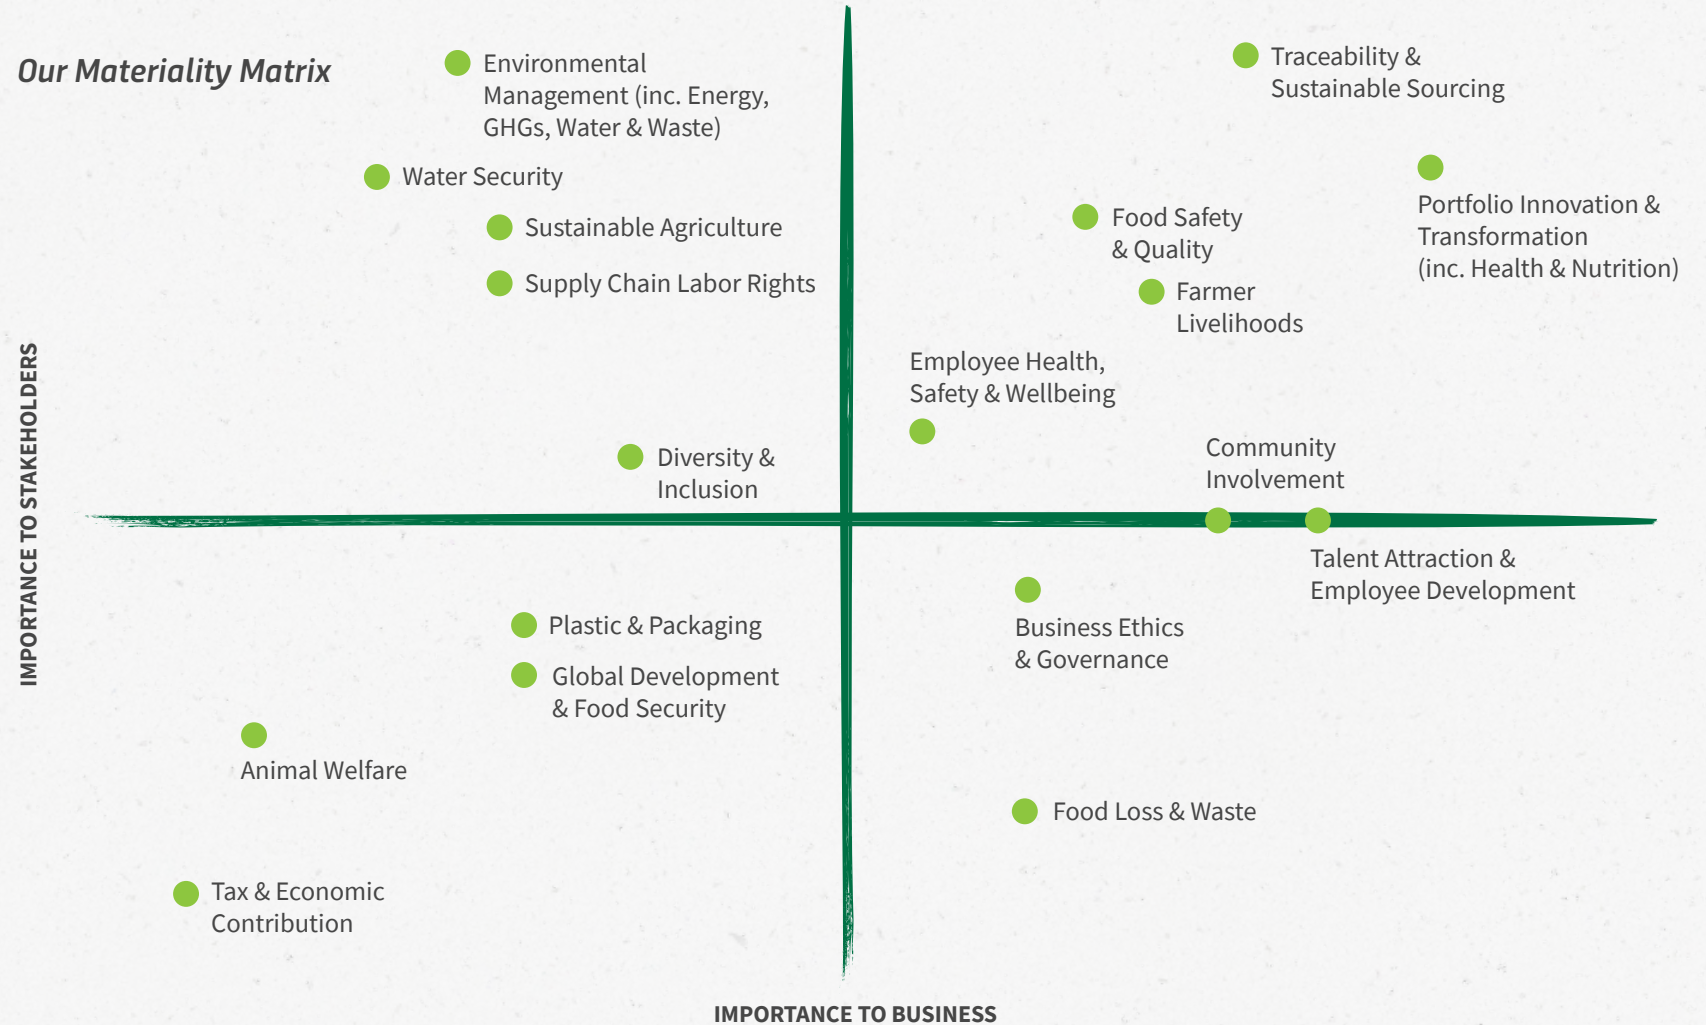 Our Materiality Matrix
Environmental
Management (inc. Energy,
GHGs, Water & Waste)
Traceability &
Sustainable Sourcing
Water Security
Portfolio Innovation &
Transformation
(inc. Health & Nutrition)
Sustainable Agriculture
Food Safety
& Quality
Supply Chain Labor Rights
Farmer
Livelihoods
Employee Health,
Safety & Wellbeing
Diversity &
Inclusion
Community
Involvement
IMPORTANCE TO STAKEHOLDERS
Talent Attraction &
Employee Development
Plastic & Packaging
Business Ethics
& Governance
Global Development
& Food Security
Animal Welfare
Food Loss & Waste
Tax & Economic
Contribution
IMPORTANCE TO BUSINESS